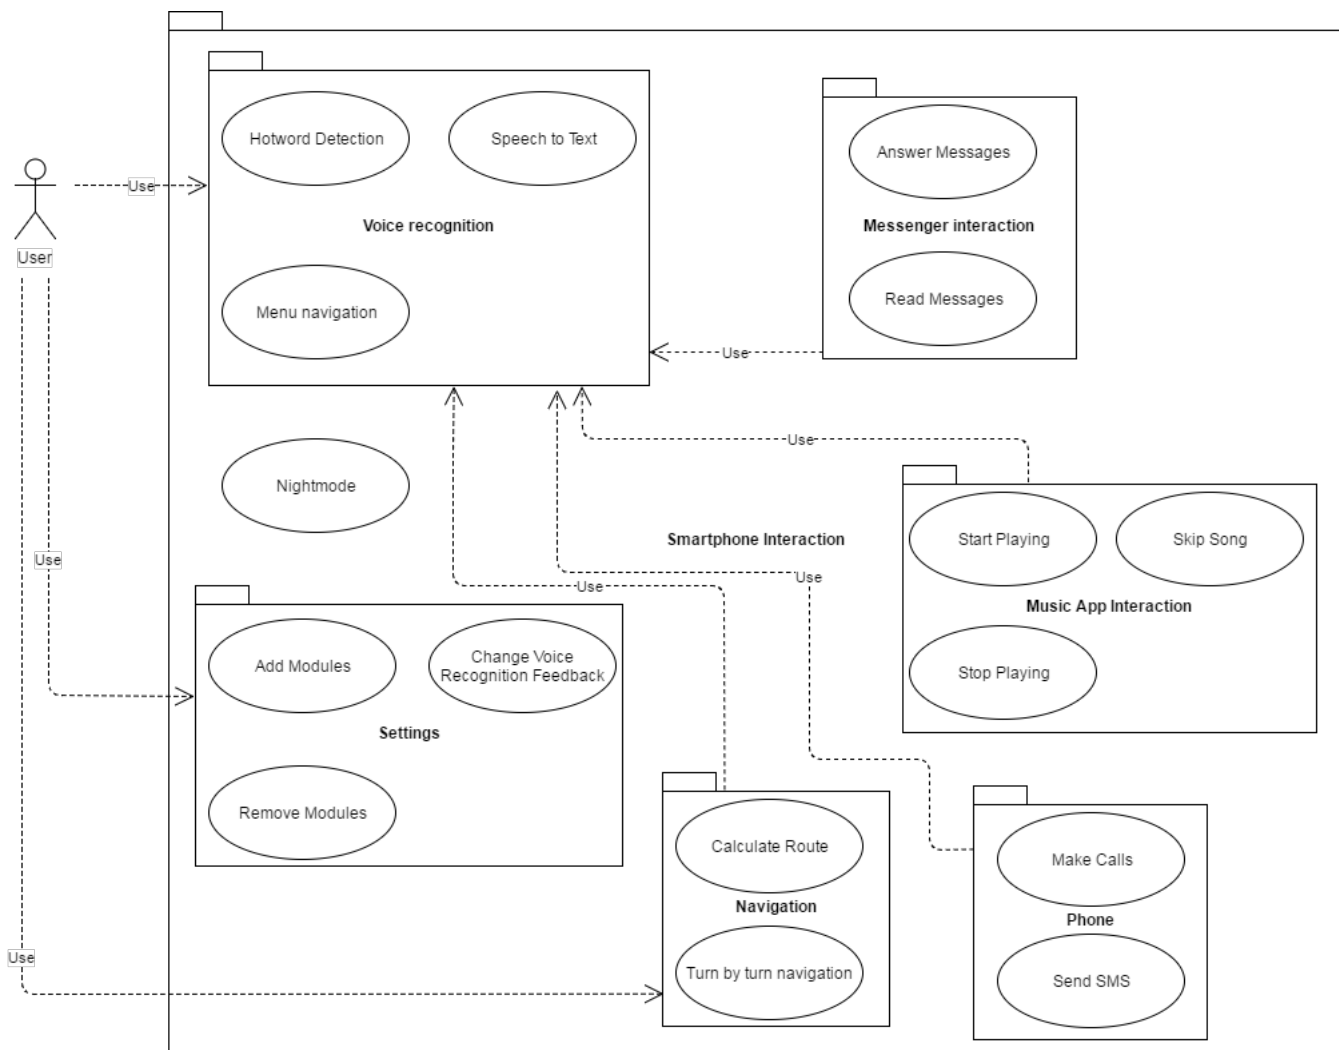 Hotword Detection
Speech to Text
Use
Voice recognition
User
Menu navigation
Answer Messages
Messenger interaction
Read Messages
Use
Use
Nightmode
Smartphone Interaction
Start Playing
Skip Song
Use
Use
Use
Music App Interaction
Add Modules
Change Voice
Recognition Feedback
Stop Playing
Settings
Remove Modules
Calculate Route
Make Calls
Navigation
Phone
Use
Turn by turn navigation
Send SMS